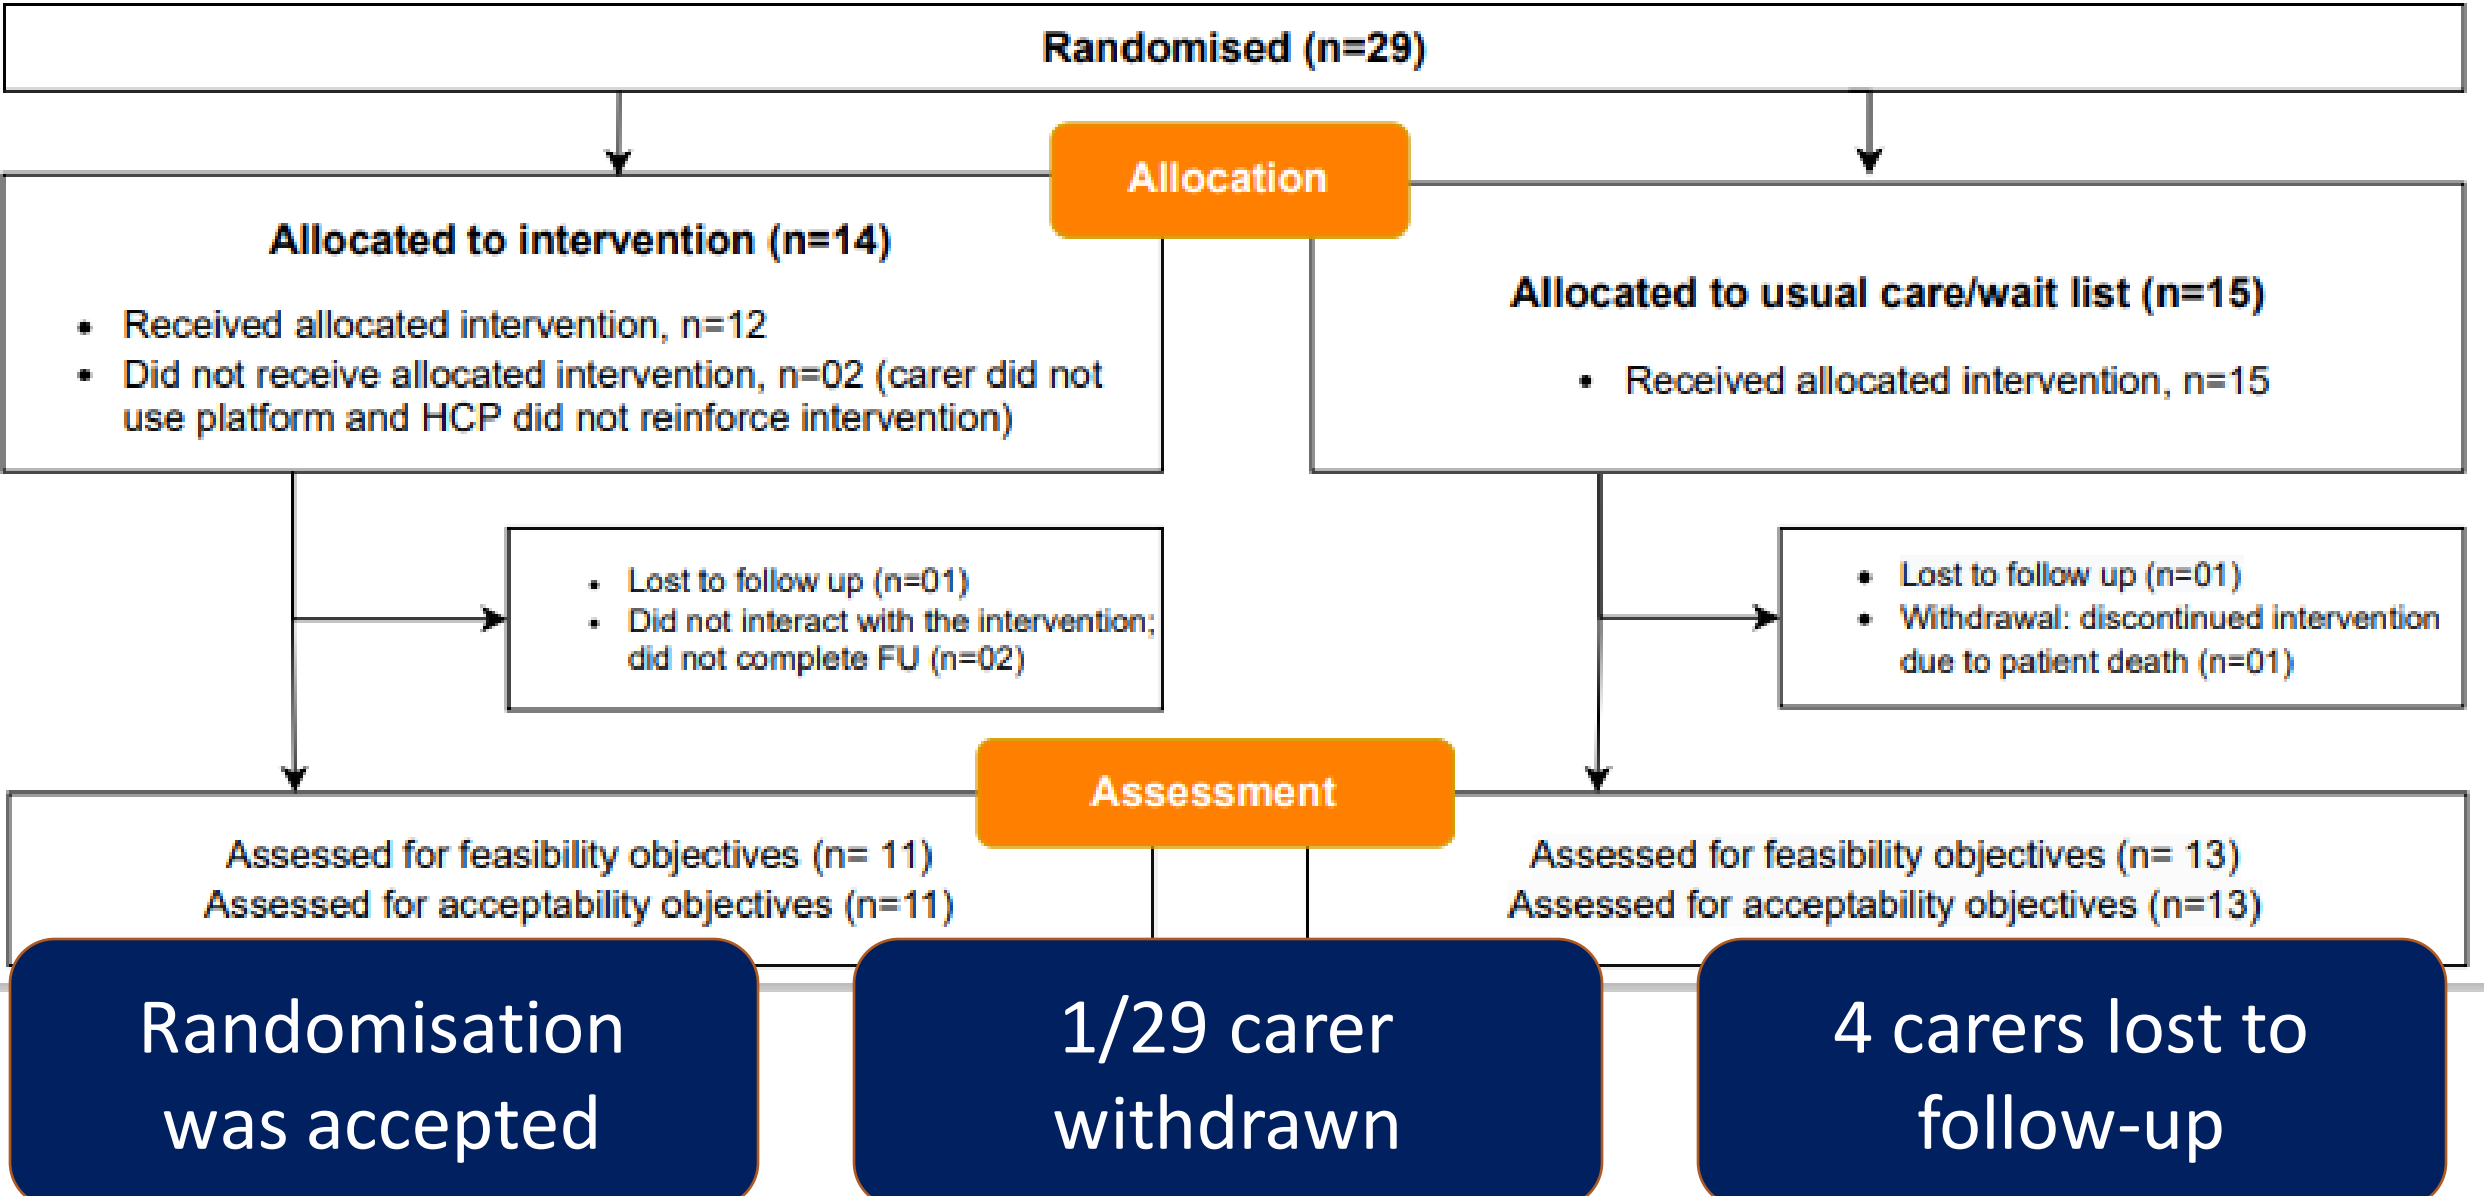 Randomised (n=29)
Allocation
Allocated to intervention (n=14)
• Received allocated intervention, n=12
• Did not receive allocated intervention, n=02 (carer did not
use platform and HCP did not reinforce intervention)
Allocated to usual care/wait list (n=15)
• Received allocated intervention, n=15
• Lost to follow up (n=01)
• Did not interact with the intervention;
did not complete FU (n=02)
• Lost to follow up (n=01)
• Withdrawal: discontinued intervention
due to patient death (n=01)
Assessment
Assessed for feasibility objectives (n= 11)
Assessed for acceptability objectives (n=11)
Assessed for feasibility objectives (n= 13)
Assessed for acceptability objectives (n=13)
Randomisation
was accepted
1/29 carer
withdrawn
4 carers lost to
follow-up